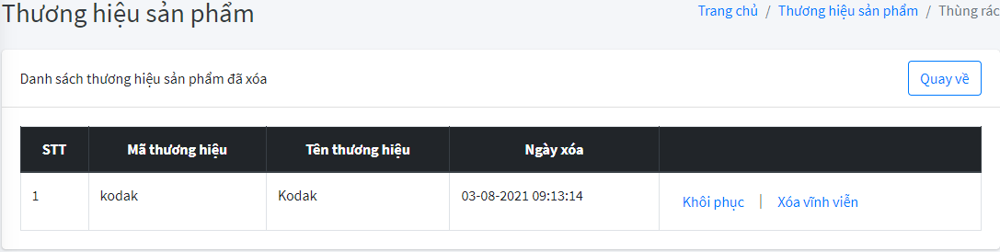 Thương hiệu sản phẩm
Trang chủ / Thương hiệu sản phẩm / Thùng rác
Danh sách thương hiệu sản phẩm đã xóa
Quay về
STT Mã thương hiệu Tên thương hiệu Ngày xóa
1 kodak Kodak 03-08-2021 09:13:14 Khôi phục | Xóa vĩnh viễn